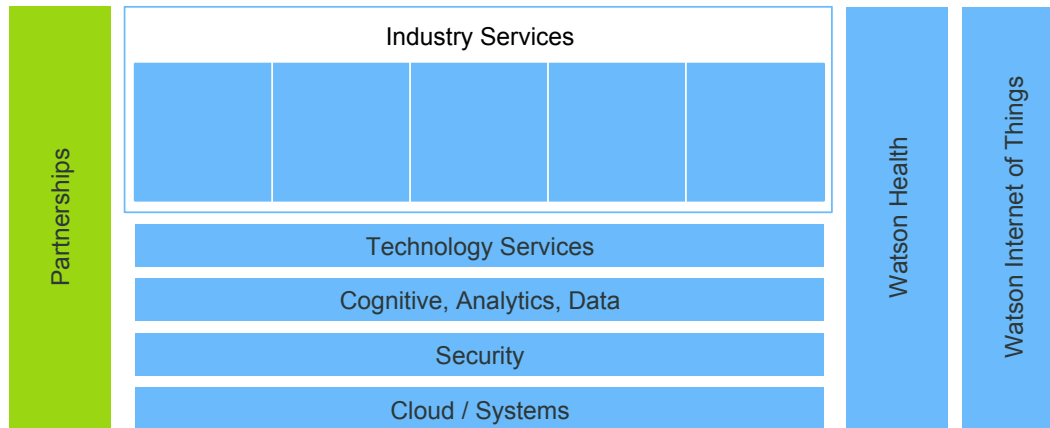 Partnerships
Industry Services
Technology Services
Cognitive, Analytics, Data
Security
Cloud / Systems
Watson Health
Watson Internet of Things